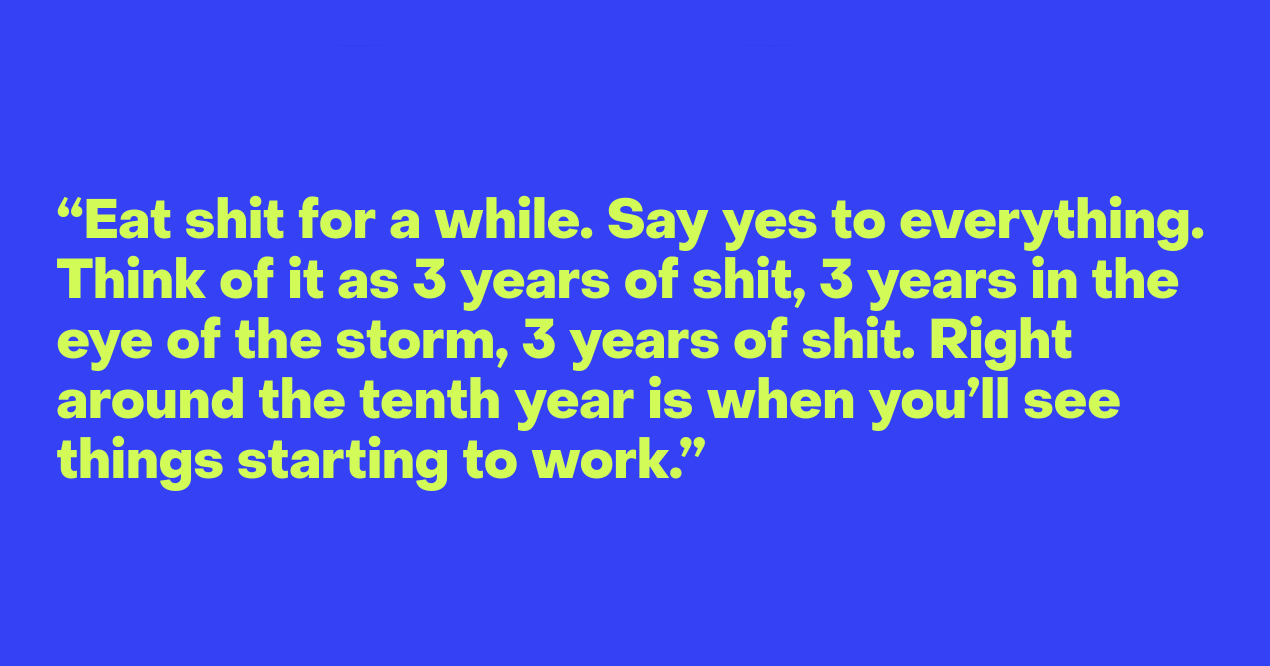 “Eat shit for a while. Say yes to everything.
Think of it as 3 years of shit, 3 years in the
eye of the storm, 3 years of shit. Right
around the tenth year is when you’ll see
things starting to work.”